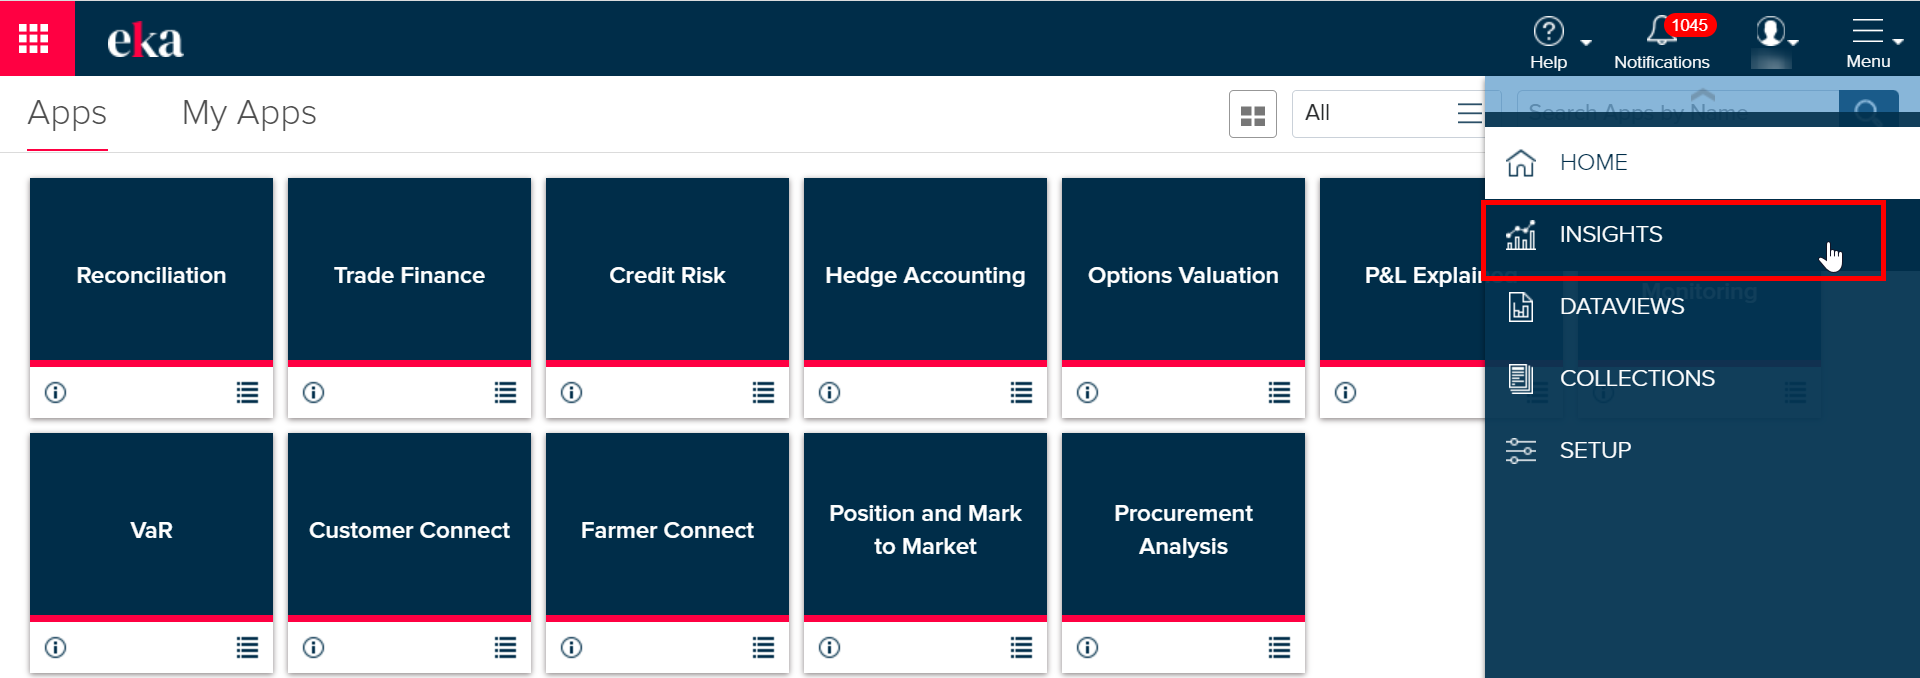 eka
Help
1045
Notifications
Menu
Apps
My Apps
All
Search Apps by Name
HOME
INSIGHTS
DATAVIEWS
COLLECTIONS
SETUP
Reconciliation
Trade Finance
Credit Risk
Hedge Accounting
Options Valuation
P&L Explained
Monitoring
VaR
Customer Connect
Farmer Connect
Position and Mark
to Market
Procurement
Analysis